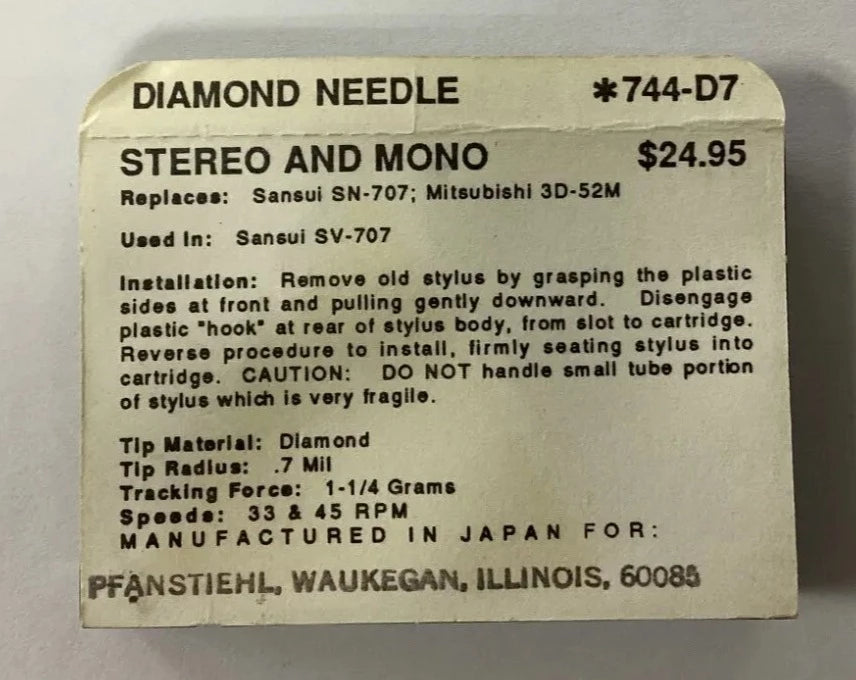 DIAMOND NEEDLE *744-D7
STEREO AND MONO $24.95
Replaces: Sansui SN-707; Mitsubishi 3D-52M
Used In: Sansui SV-707
Installation: Remove old stylus by grasping the plastic
sides at front and pulling gently downward. Disengage
plastic "hook" at rear of stylus body, from slot to cartridge.
Reverse procedure to install, firmly seating stylus into
cartridge. CAUTION: DO NOT handle small tube portion
of stylus which is very fragile.
Tip Material: Diamond
Tip Radius: .7 Mil
Tracking Force: 1-1/4 Grams
Speeds: 33 & 45 RPM
MANUFACTURED IN JAPAN FOR:
PFANSTIEHL, WAUKEGAN, ILLINOIS, 60085